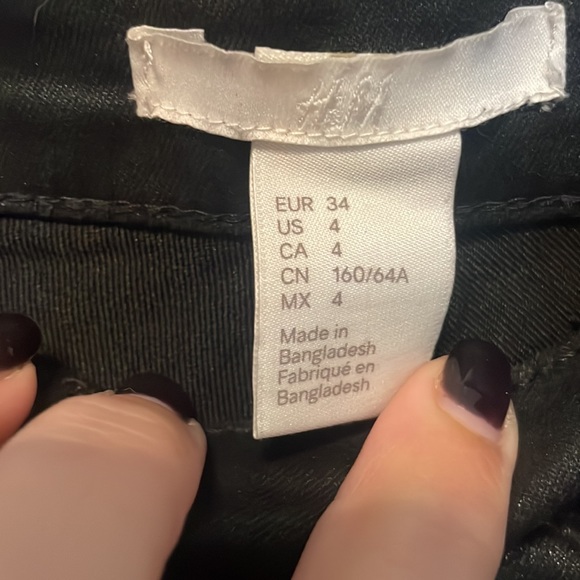 H&M
EUR 34
US 4
CA 4
CN 160/64A
MX 4
Made in
Bangladesh
Fabriqué en
Bangladesh